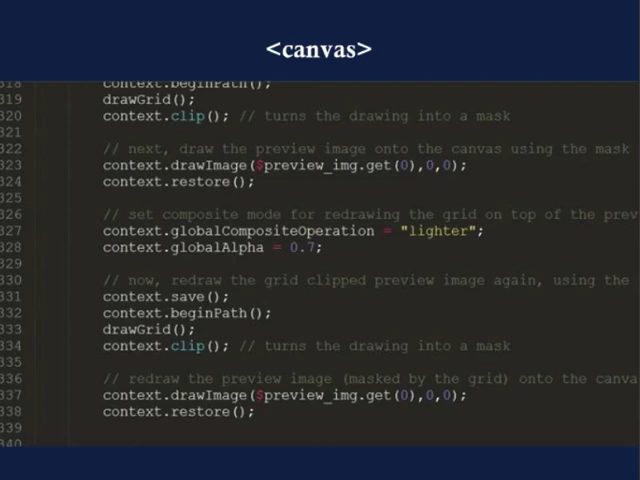 <canvas>
318 context.beginPath();
319 drawGrid();
320 context.clip(); // turns the drawing into a mask
321
322 // next, draw the preview image onto the canvas using the mask
323 context.drawImage($preview_img.get(0),0,0);
324 context.restore();
325
326 // set composite mode for redrawing the grid on top of the prev
327 context.globalCompositeOperation = "lighter";
328 context.globalAlpha = 0.7;
329
330 // now, redraw the grid clipped preview image again, using the
331 context.save();
332 context.beginPath();
333 drawGrid();
334 context.clip(); // turns the drawing into a mask
335
336 // redraw the preview image (masked by the grid) onto the canva
337 context.drawImage($preview_img.get(0),0,0);
338 context.restore();
339
340